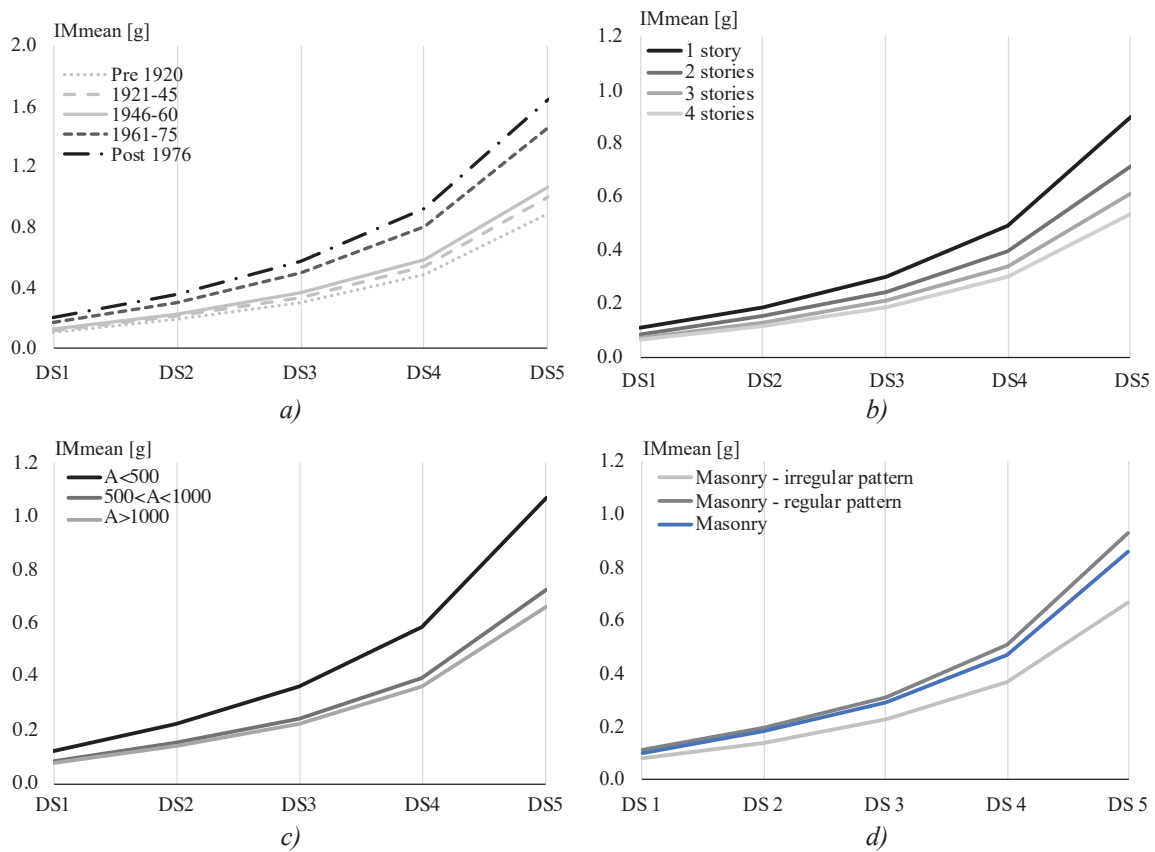 IMmean [g]
2.0
1.6
1.2
0.8
0.4
0.0
Pre 1920
1921-45
1946-60
1961-75
Post 1976
DS1 DS2 DS3 DS4 DS5
a)
IMmean [g]
1.2
1.0
0.8
0.6
0.4
0.2
0.0
1 story
2 stories
3 stories
4 stories
DS1 DS2 DS3 DS4 DS5
b)
IMmean [g]
1.2
1.0
0.8
0.6
0.4
0.2
0.0
A<500
500<A<1000
A>1000
DS1 DS2 DS3 DS4 DS5
c)
IMmean [g]
1.2
1.0
0.8
0.6
0.4
0.2
0.0
Masonry - irregular pattern
Masonry - regular pattern
Masonry
DS 1 DS 2 DS 3 DS 4 DS 5
d)